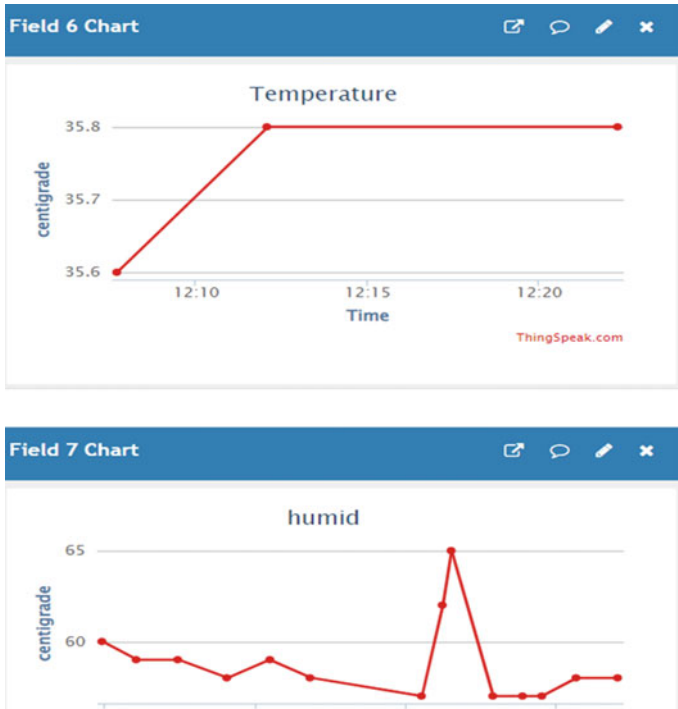 Field 6 Chart
Temperature
35.8
35.7
35.6
centigrade
12:10 12:15 12:20
Time
ThingSpeak.com
Field 7 Chart
humid
65
60
centigrade